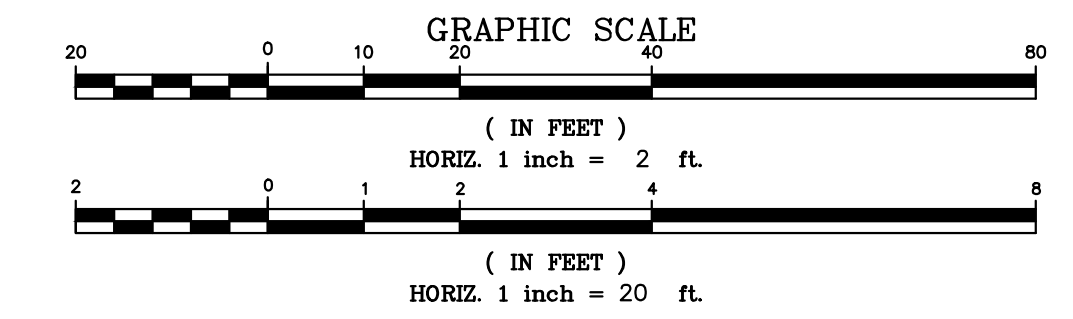 GRAPHIC SCALE
20 0 10 20 40 80
( IN FEET )
HORIZ. 1 inch = 2 ft.
2 0 1 2 4 8
( IN FEET )
HORIZ. 1 inch = 20 ft.